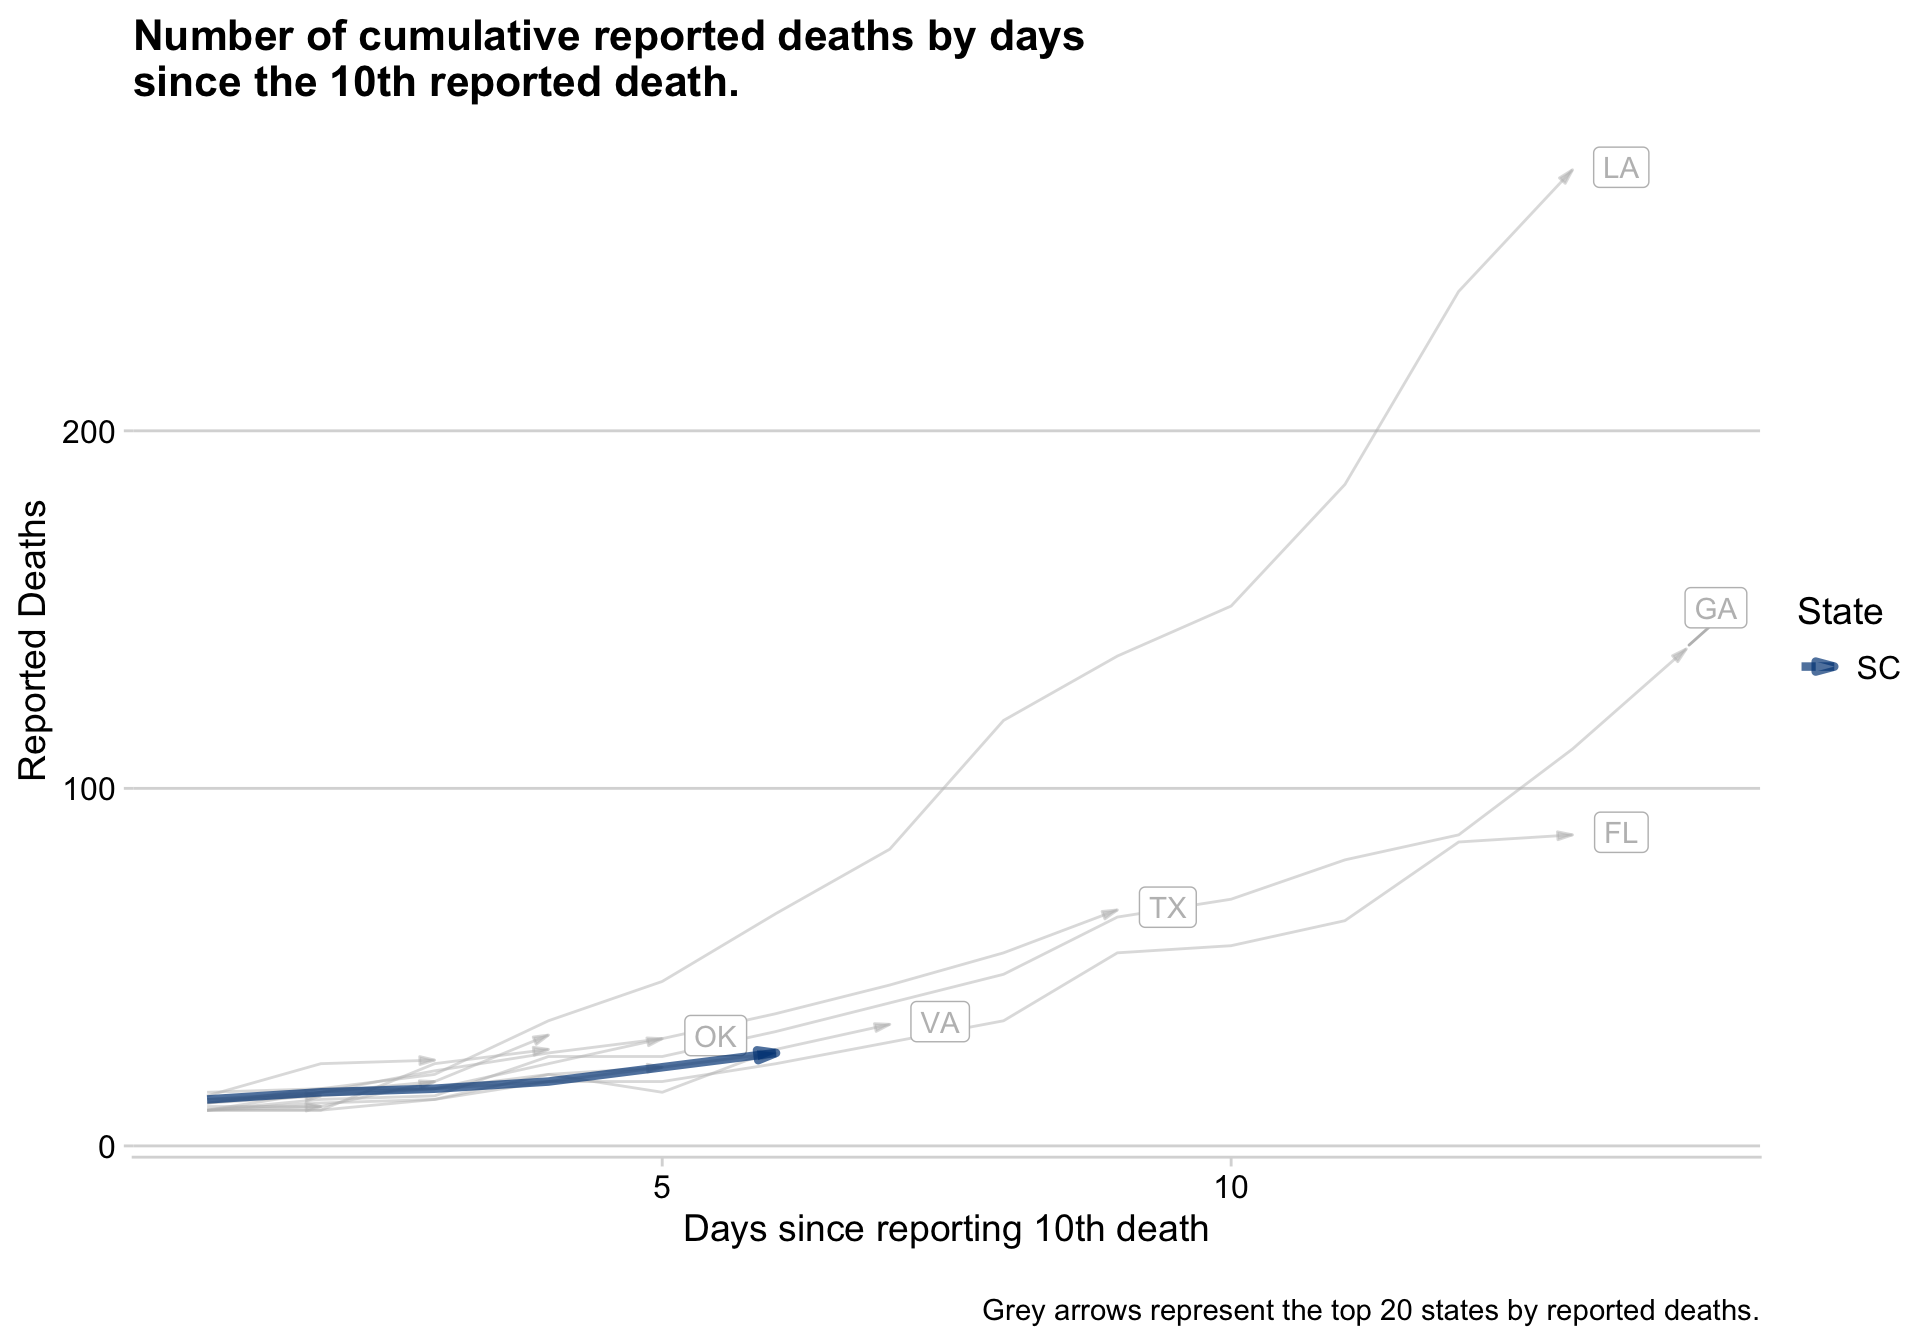 Number of cumulative reported deaths by days
since the 10th reported death.
LA
200
GA
State
SC
Reported Deaths
100
FL
TX
VA
OK
0
5
10
Days since reporting 10th death
Grey arrows represent the top 20 states by reported deaths.